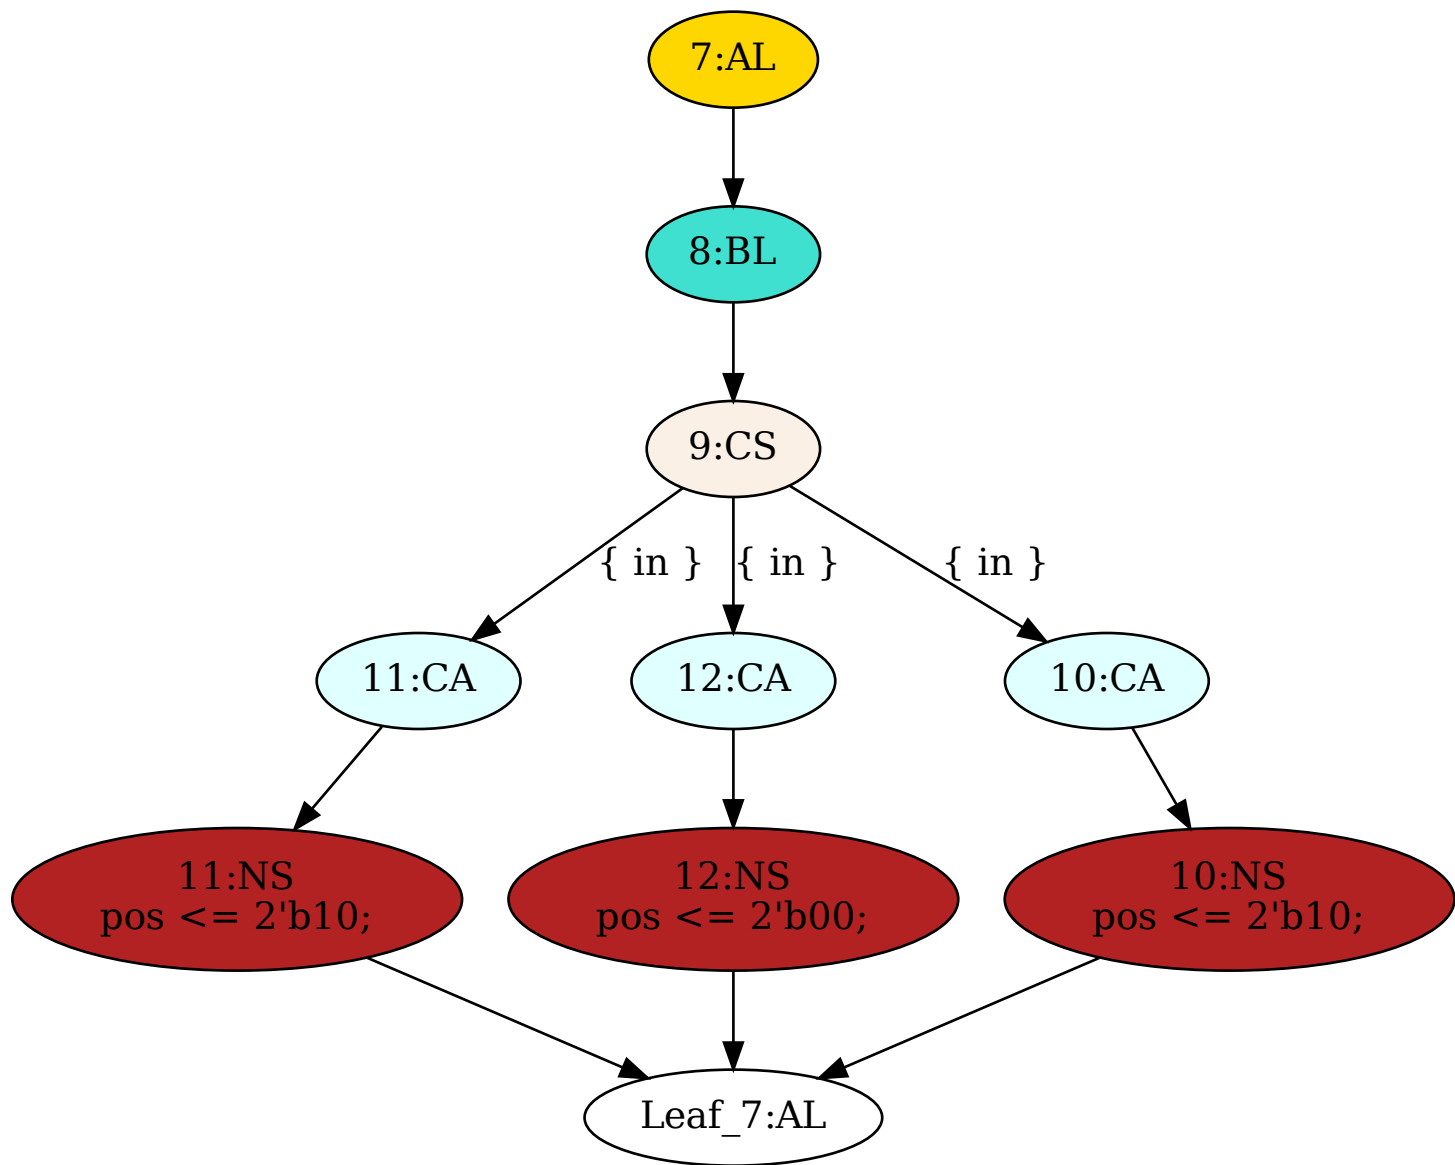 7:AL
8:BL
9:CS
{ in }
{ in }
{ in }
11:CA
12:CA
10:CA
11:NS
pos <= 2'b10;
12:NS
pos <= 2'b00;
10:NS
pos <= 2'b10;
Leaf_7:AL